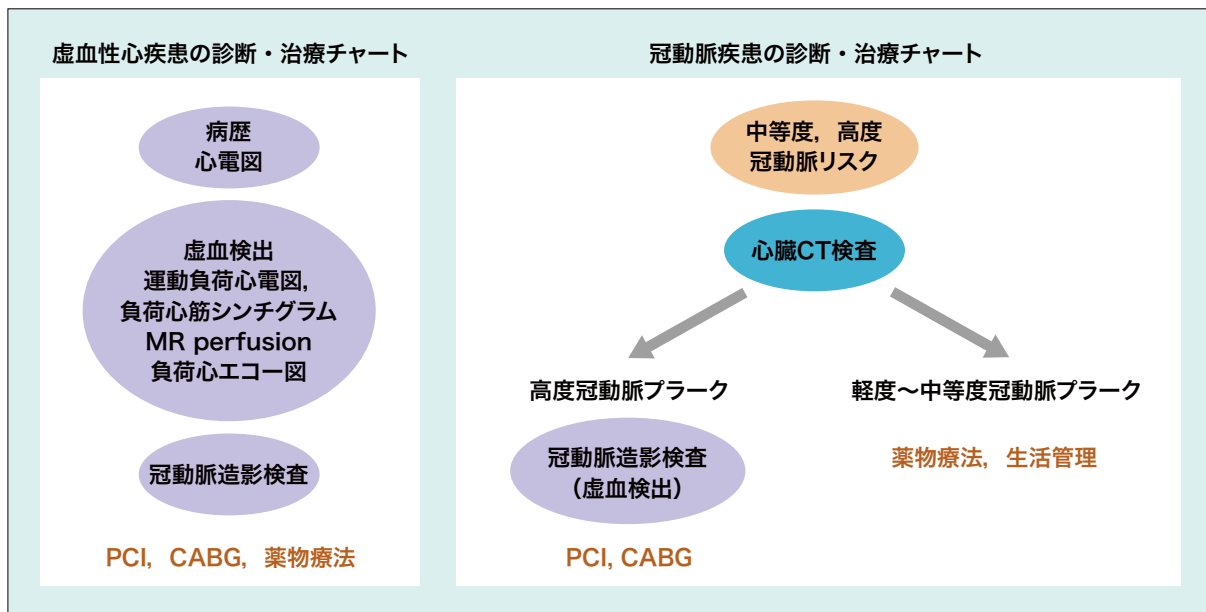 虚血性心疾患の診断・治療チャート
病歴
心電図
虚血検出
運動負荷心電図，
負荷心筋シンチグラム
MR perfusion
負荷心エコー図
冠動脈造影検査
PCI，CABG，薬物療法
冠動脈疾患の診断・治療チャート
中等度，高度
冠動脈リスク
心臓CT検査
高度冠動脈プラーク
冠動脈造影検査
（虚血検出）
PCI, CABG
軽度～中等度冠動脈プラーク
薬物療法，生活管理